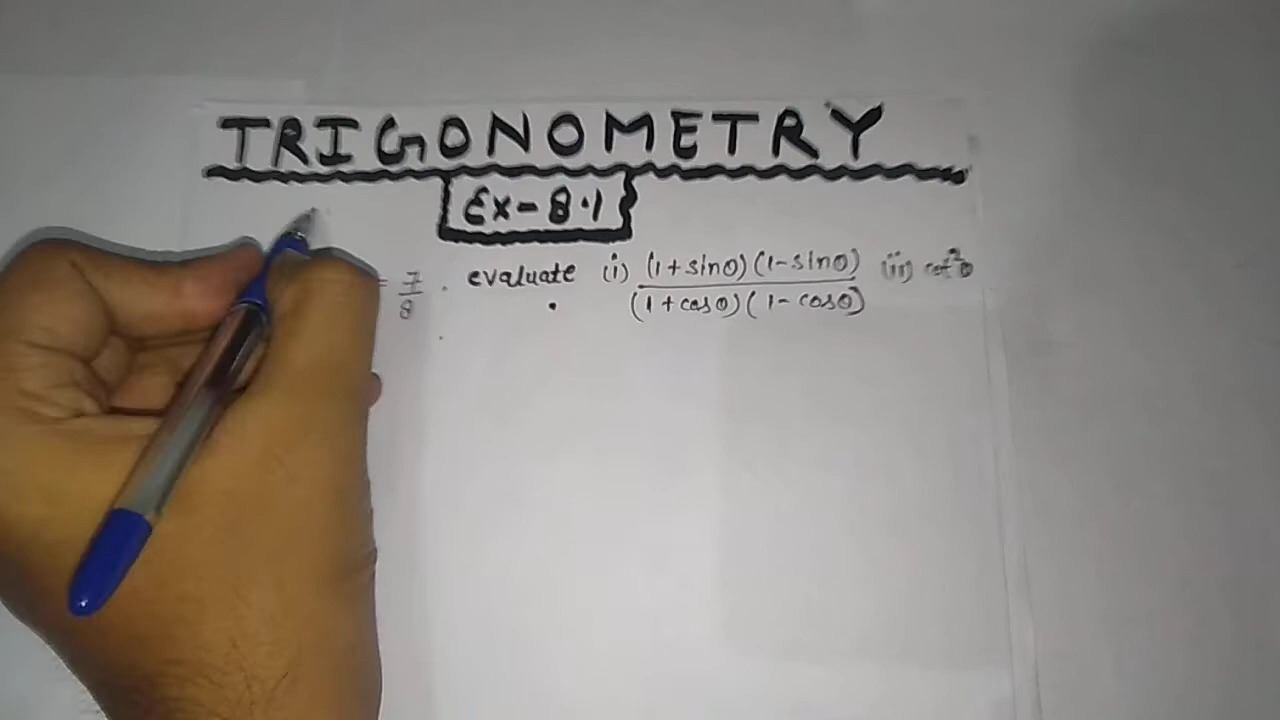 TRIGONOMETRY
Ex-8.1
= 7/8 . evaluate (i) (1+sinθ)(1-sinθ)/(1+cosθ)(1-cosθ) (ii) cot²θ